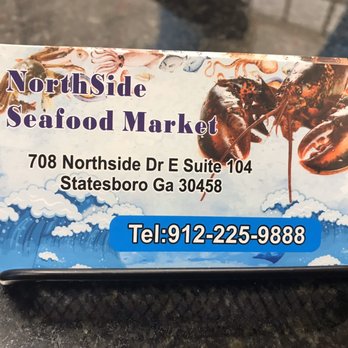 NorthSide
Seafood Market
708 Northside Dr E Suite 104
Statesboro Ga 30458
Tel:912-225-9888